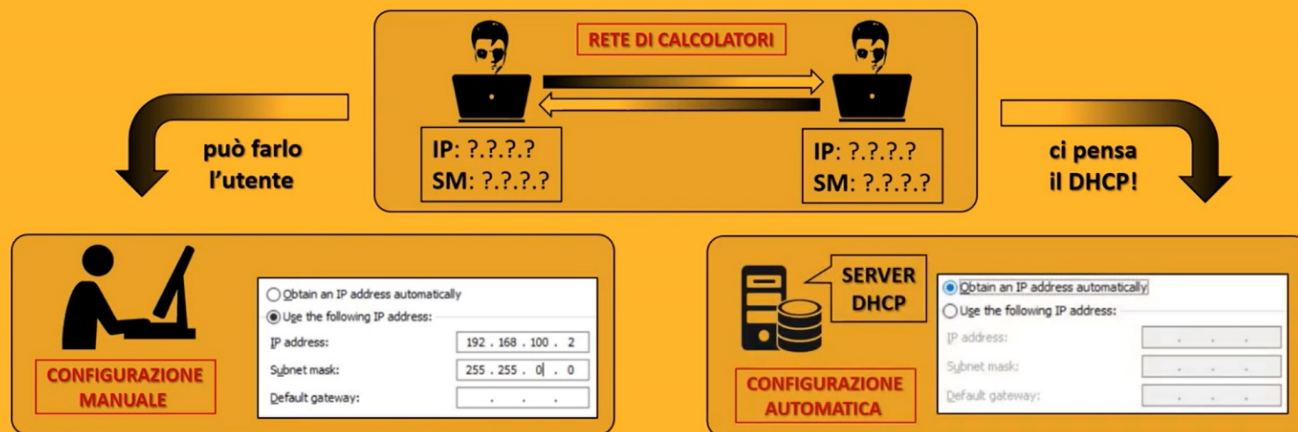 RETE DI CALCOLATORI
IP: ?.?.?.?
SM: ?.?.?.?
IP: ?.?.?.?
SM: ?.?.?.?
può farlo
l'utente
ci pensa
il DHCP!
CONFIGURAZIONE
MANUALE
Obtain an IP address automatically
Use the following IP address:
IP address: 192 . 168 . 100 . 2
Subnet mask: 255 . 255 . 0 . 0
Default gateway: . . .
SERVER
DHCP
CONFIGURAZIONE
AUTOMATICA
Obtain an IP address automatically
Use the following IP address:
IP address: . . .
Subnet mask: . . .
Default gateway: . . .